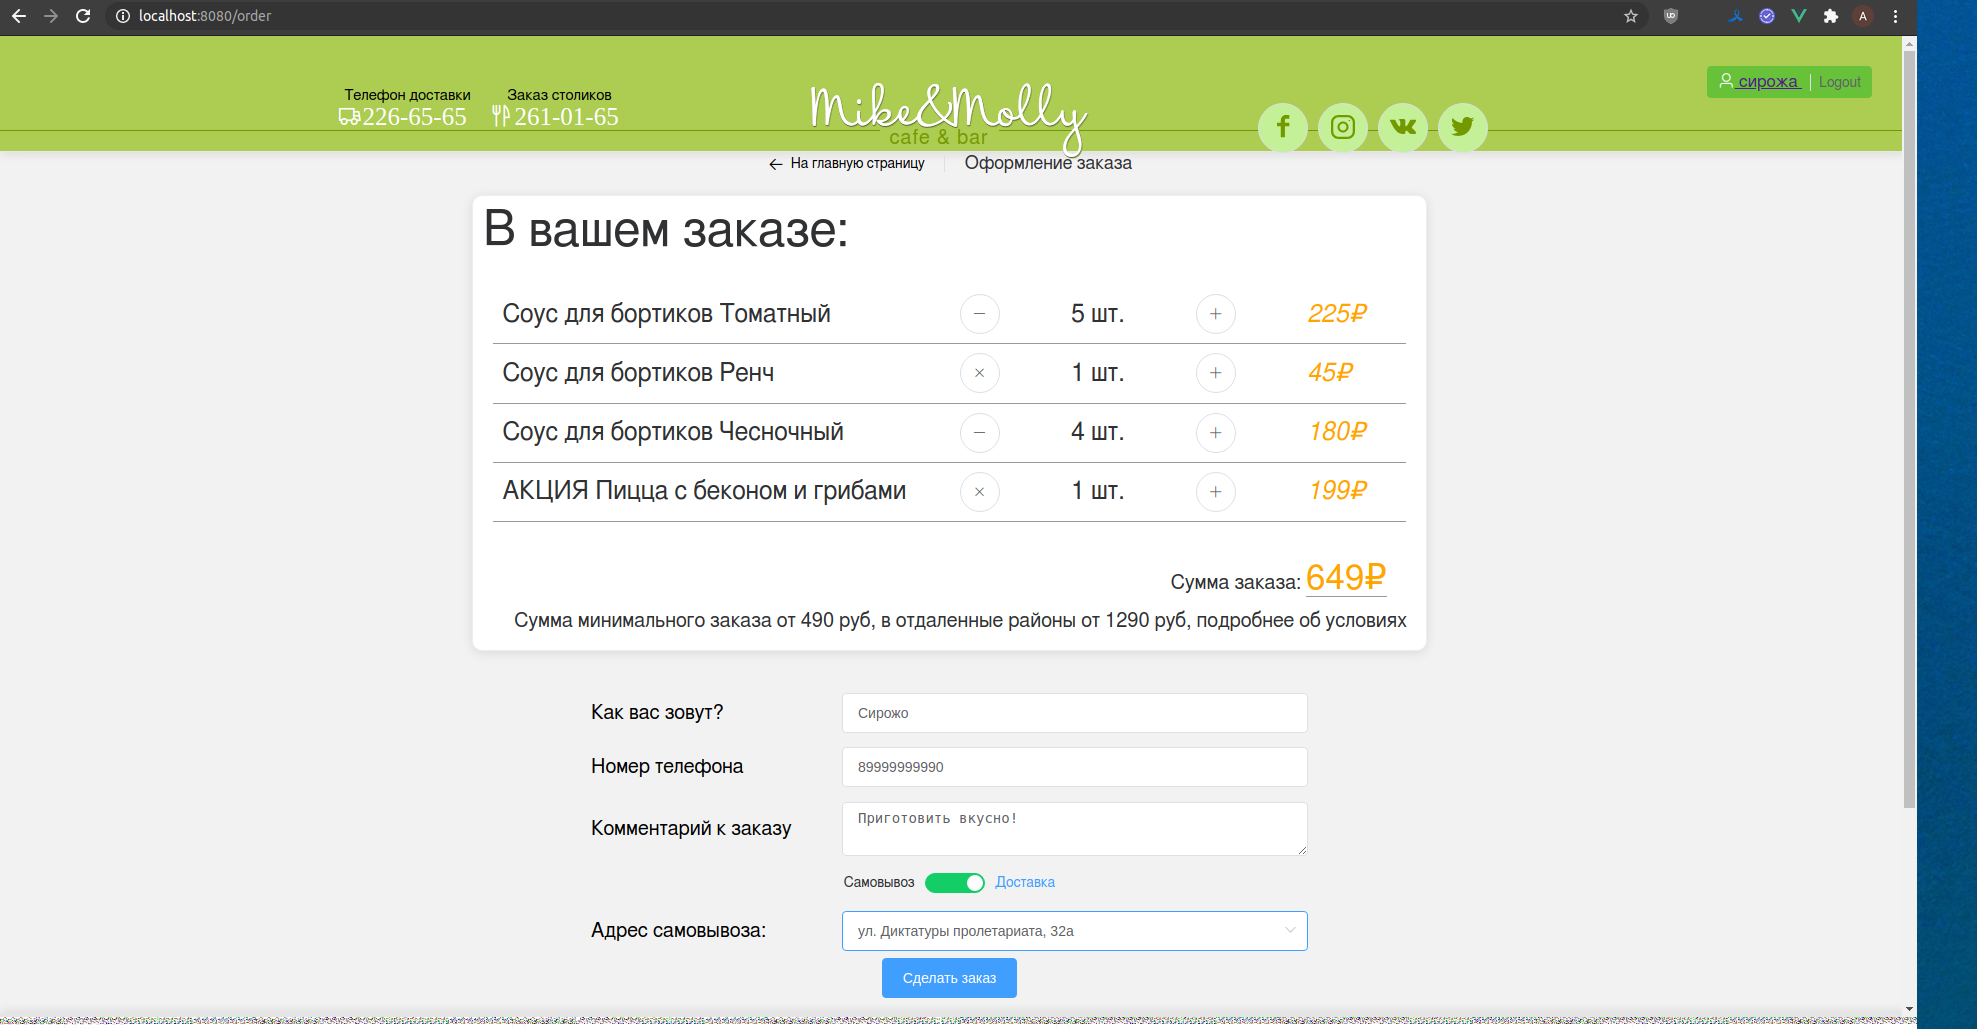 localhost:8080/order
A
сирожа | Logout
Телефон доставки
Заказ столиков
226-65-65
261-01-65
Mike&Molly
cafe & bar
На главную страницу
Оформление заказа
В вашем заказе:
Соус для бортиков Томатный
5 шт.
225₽
Соус для бортиков Ренч
1 шт.
45₽
Соус для бортиков Чесночный
4 шт.
180₽
АКЦИЯ Пицца с беконом и грибами
1 шт.
199₽
Сумма заказа: 649₽
Сумма минимального заказа от 490 руб, в отдаленные районы от 1290 руб, подробнее об условиях
Как вас зовут?
Сирожо
Номер телефона
89999999990
Комментарий к заказу
Приготовить вкусно!
Самовывоз
Доставка
Адрес самовывоза:
ул. Диктатуры пролетариата, 32а
Сделать заказ